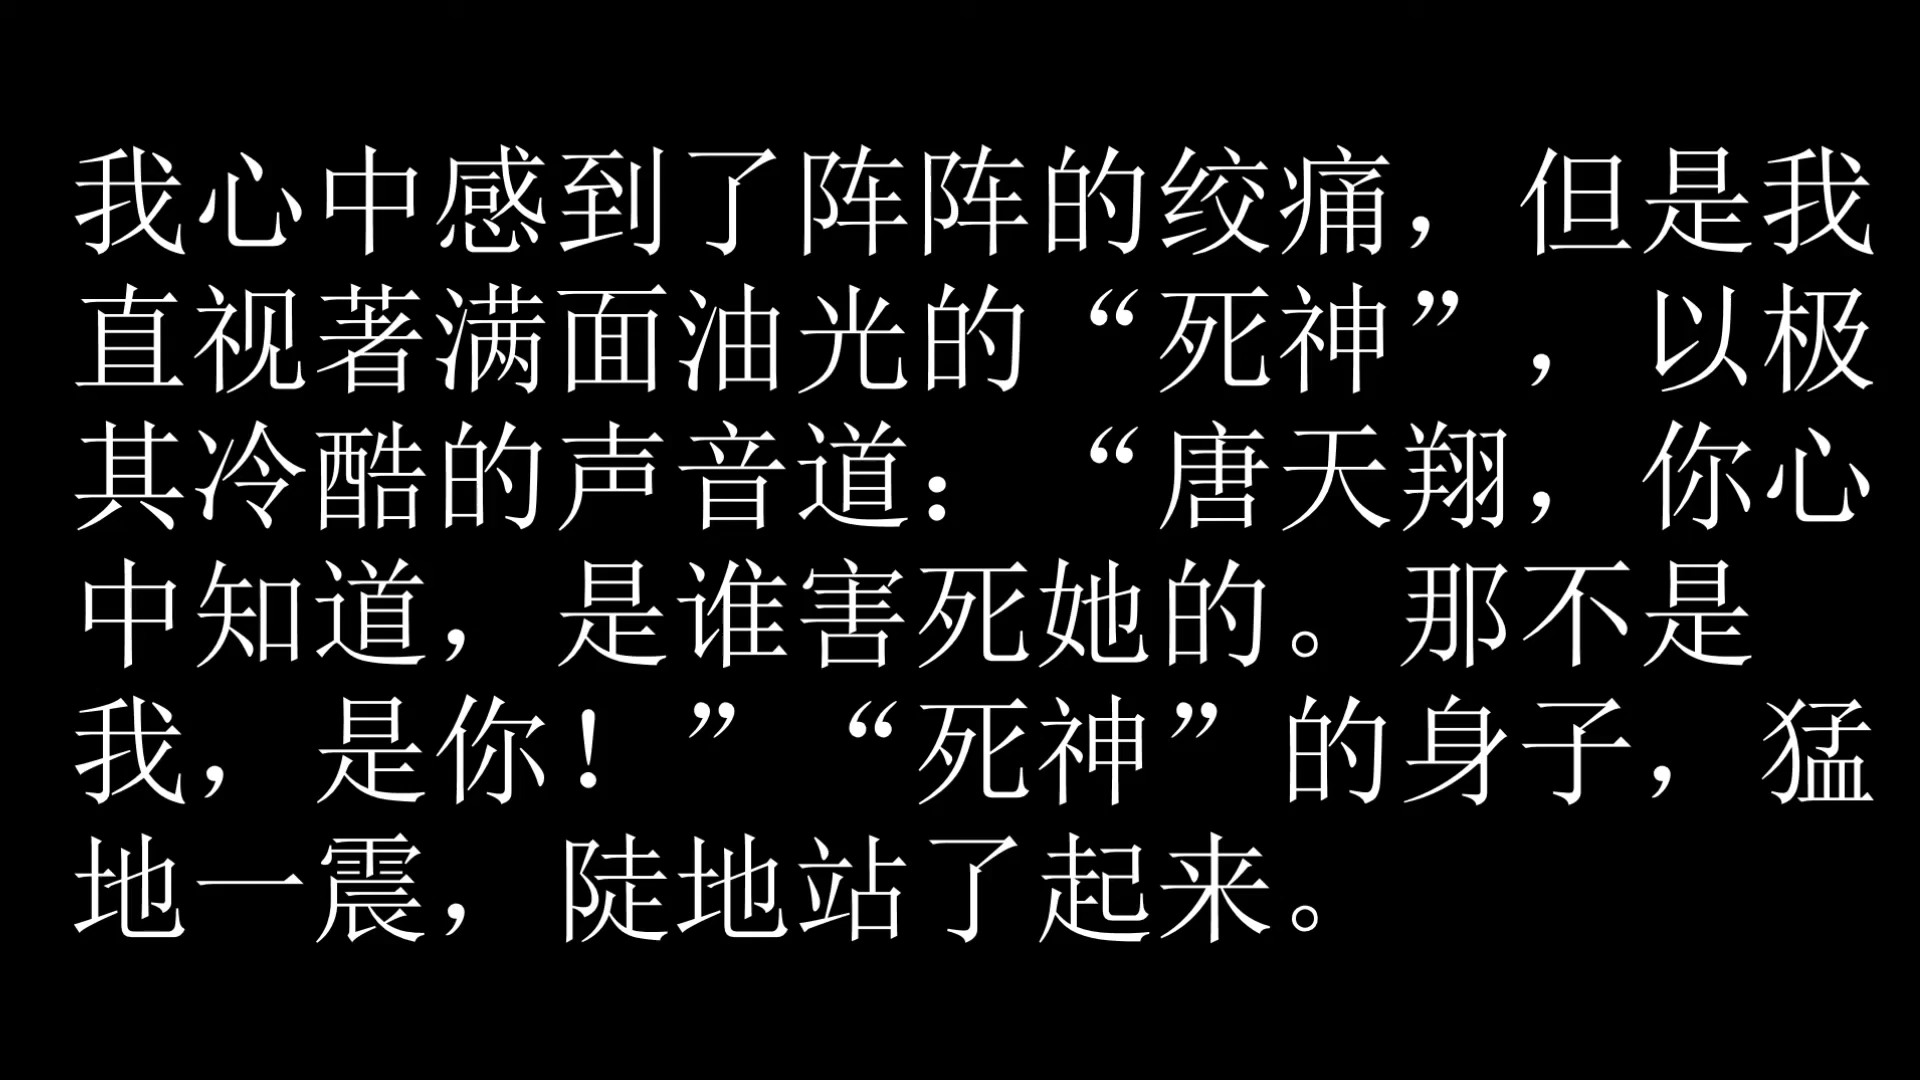 我心中感到了阵阵的绞痛，但是我
直视著满面油光的“死神”，以极
其冷酷的声音道：“唐天翔，你心
中知道，是谁害死她的。那不是
我，是你！”“死神”的身子，猛
地一震，陡地站了起来。